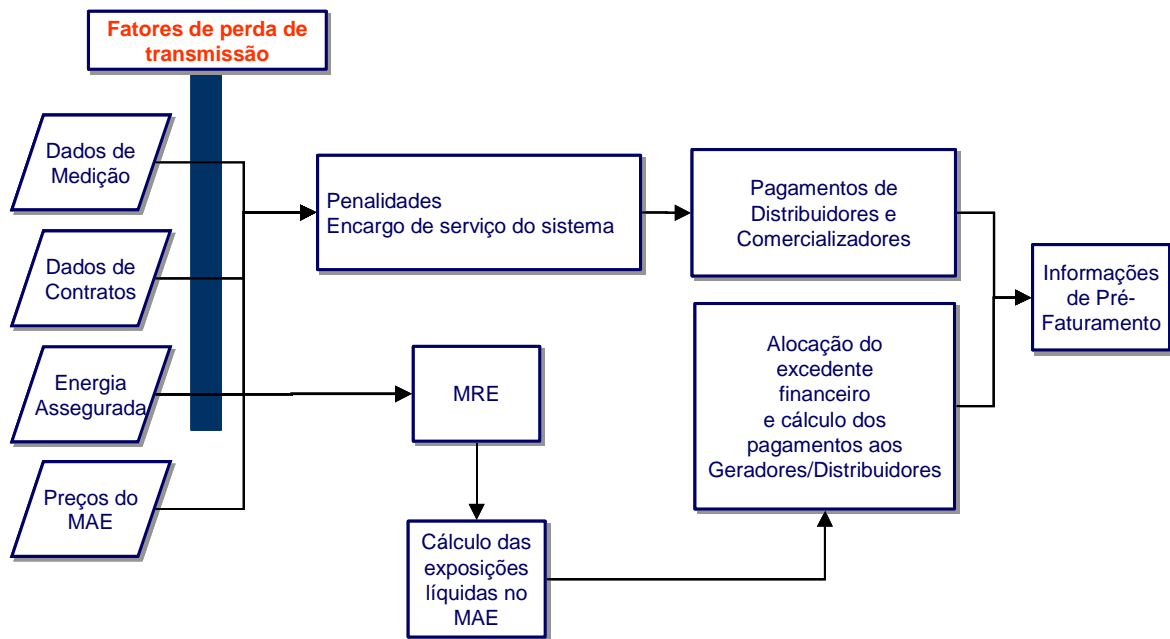 Fatores de perda de
transmissão
Dados de
Medição
Dados de
Contratos
Energia
Assegurada
Preços do
MAE
Penalidades
Encargo de serviço do sistema
MRE
Cálculo das
exposições
líquidas no
MAE
Pagamentos de
Distribuidores e
Comercializadores
Alocação do
excedente
financeiro
e cálculo dos
pagamentos aos
Geradores/Distribuidores
Informações
de Pré-
Faturamento